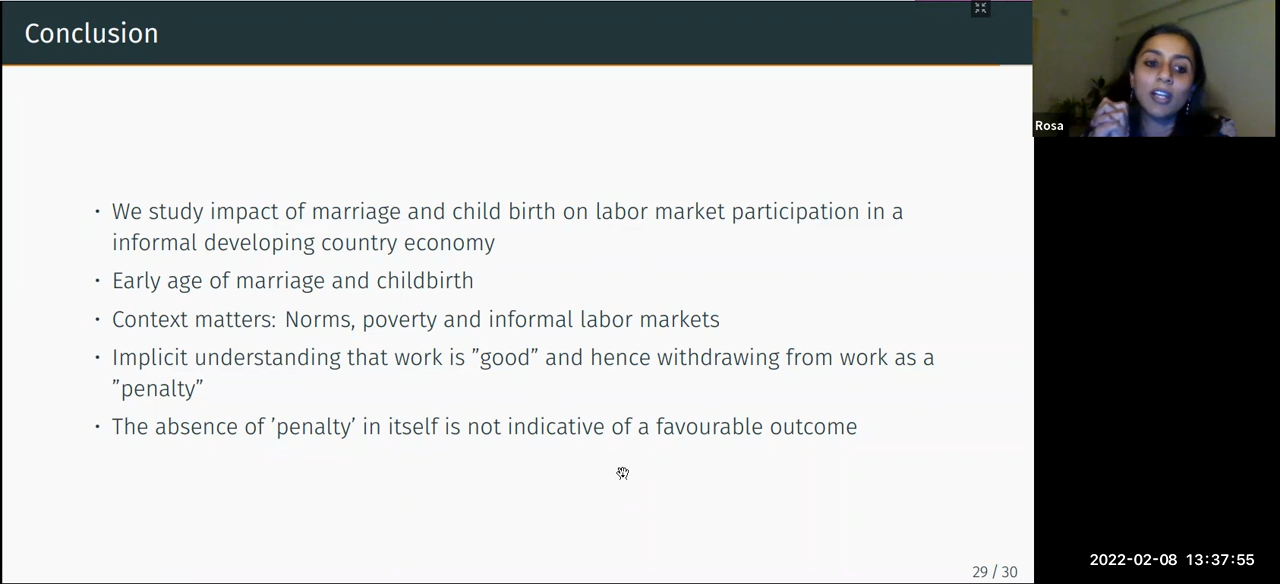 Conclusion
Rosa
• We study impact of marriage and child birth on labor market participation in a
informal developing country economy
• Early age of marriage and childbirth
• Context matters: Norms, poverty and informal labor markets
• Implicit understanding that work is ”good” and hence withdrawing from work as a
”penalty”
• The absence of ’penalty’ in itself is not indicative of a favourable outcome
2022-02-08 13:37:55
29 / 30